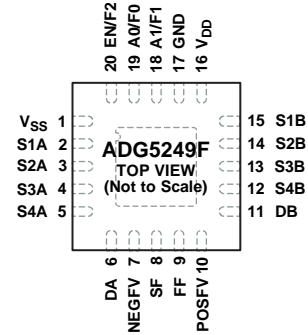 20 EN/F2
19 A0/F0
18 A1/F1
17 GND
16 VDD
VSS 1
S1A 2
S2A 3
S3A 4
S4A 5
ADG5249F
TOP VIEW
(Not to Scale)
15 S1B
14 S2B
13 S3B
12 S4B
11 DB
DA 6
NEGFV 7
SF 8
FF 9
POSFV 10